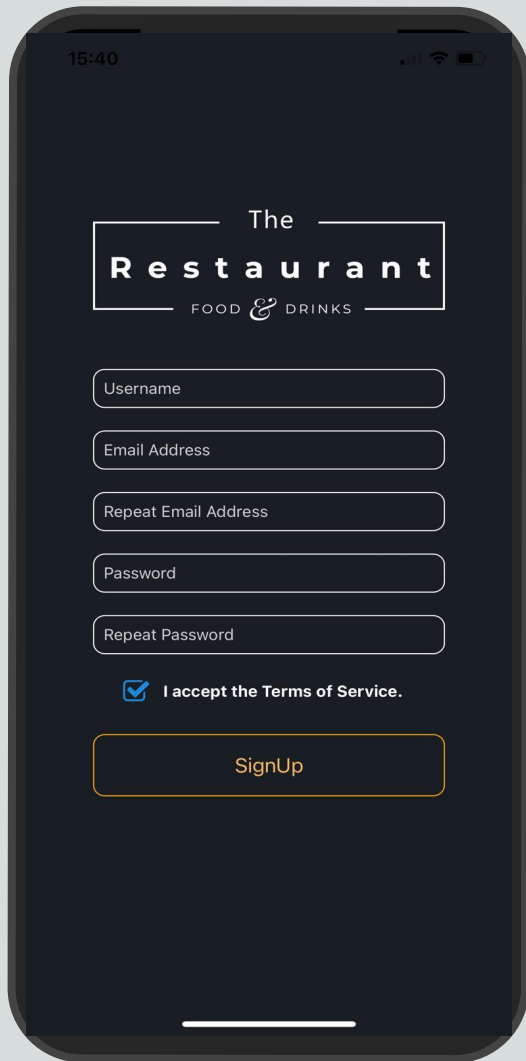 15:40
The
Restaurant
FOOD & DRINKS
Username
Email Address
Repeat Email Address
Password
Repeat Password
I accept the Terms of Service.
SignUp